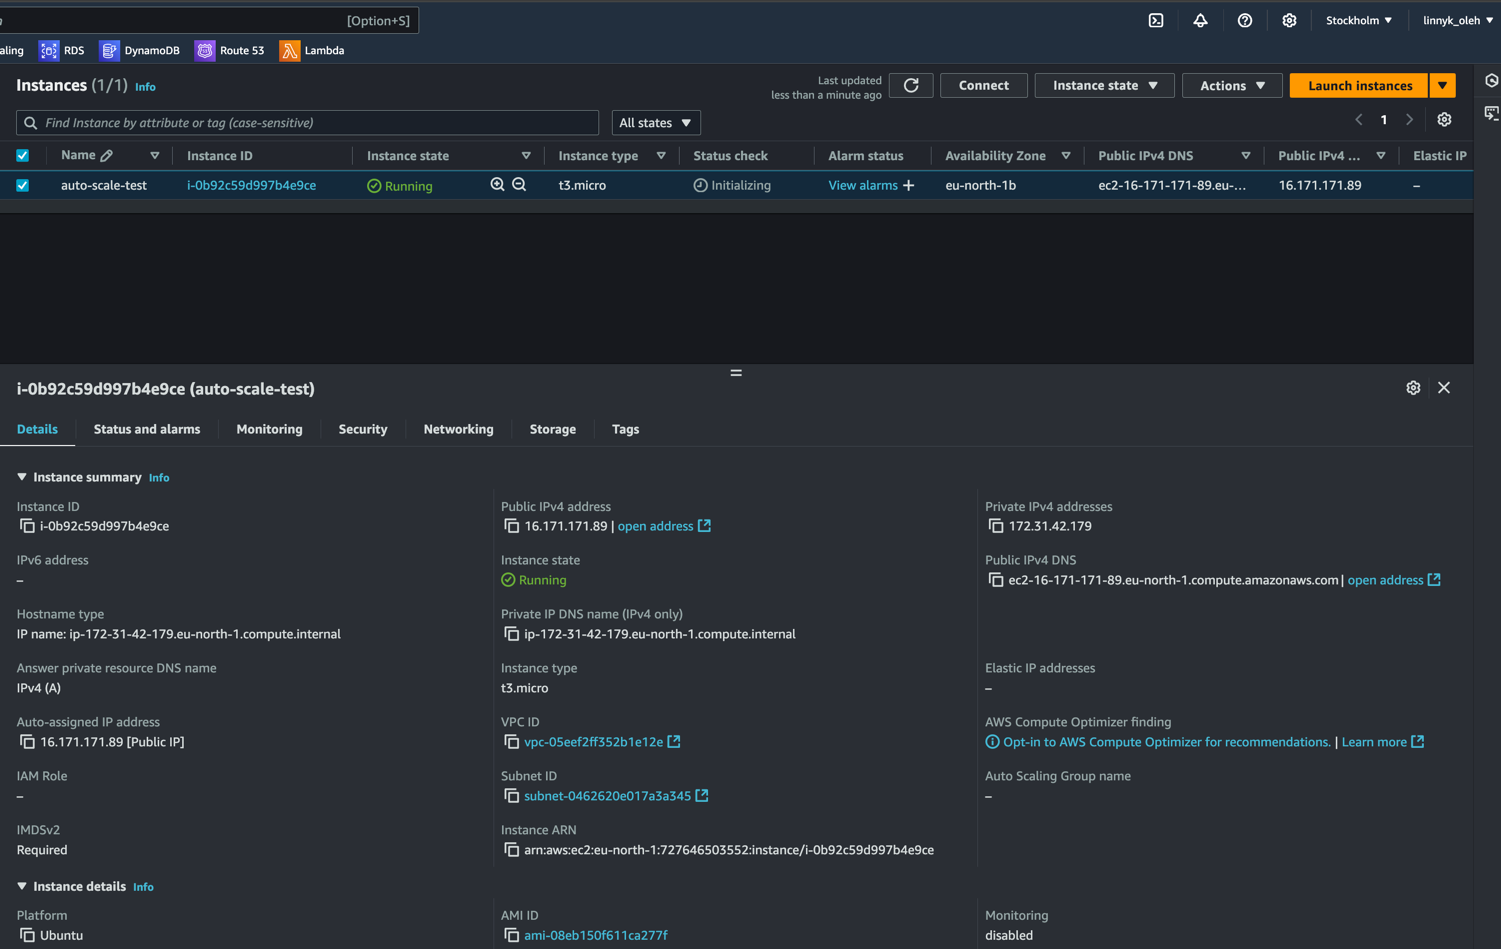 [Option+S]
Stockholm ▼
linnyk_oleh ▼
aling
RDS
DynamoDB
Route 53
Lambda
Instances (1/1) Info
Last updated
less than a minute ago
Connect
Instance state ▼
Actions ▼
Launch instances ▼
Find Instance by attribute or tag (case-sensitive)
All states ▼
1
Name
Instance ID
Instance state
Instance type
Status check
Alarm status
Availability Zone
Public IPv4 DNS
Public IPv4 ...
Elastic IP
auto-scale-test
i-0b92c59d997b4e9ce
Running
t3.micro
Initializing
View alarms +
eu-north-1b
ec2-16-171-171-89.eu-...
16.171.171.89
–
i-0b92c59d997b4e9ce (auto-scale-test)
Details
Status and alarms
Monitoring
Security
Networking
Storage
Tags
Instance summary Info
Instance ID
i-0b92c59d997b4e9ce
Public IPv4 address
16.171.171.89 | open address
Private IPv4 addresses
172.31.42.179
IPv6 address
–
Instance state
Running
Public IPv4 DNS
ec2-16-171-171-89.eu-north-1.compute.amazonaws.com | open address
Hostname type
IP name: ip-172-31-42-179.eu-north-1.compute.internal
Private IP DNS name (IPv4 only)
ip-172-31-42-179.eu-north-1.compute.internal
Answer private resource DNS name
IPv4 (A)
Instance type
t3.micro
Elastic IP addresses
–
Auto-assigned IP address
16.171.171.89 [Public IP]
VPC ID
vpc-05eef2ff352b1e12e
AWS Compute Optimizer finding
Opt-in to AWS Compute Optimizer for recommendations. | Learn more
IAM Role
–
Subnet ID
subnet-0462620e017a3a345
Auto Scaling Group name
–
IMDSv2
Required
Instance ARN
arn:aws:ec2:eu-north-1:727646503552:instance/i-0b92c59d997b4e9ce
Instance details Info
Platform
Ubuntu
AMI ID
ami-08eb150f611ca277f
Monitoring
disabled